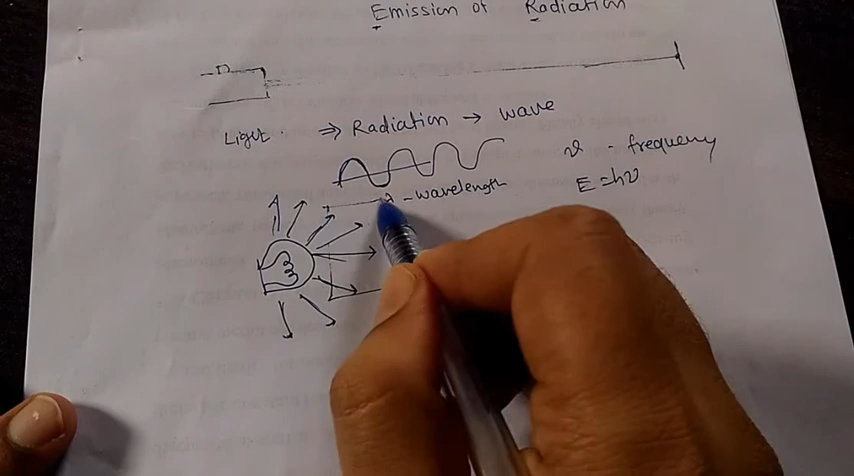 Emission of Radiation
Light. ⇒ Radiation → wave
ν - frequency
- wavelength
E = hν